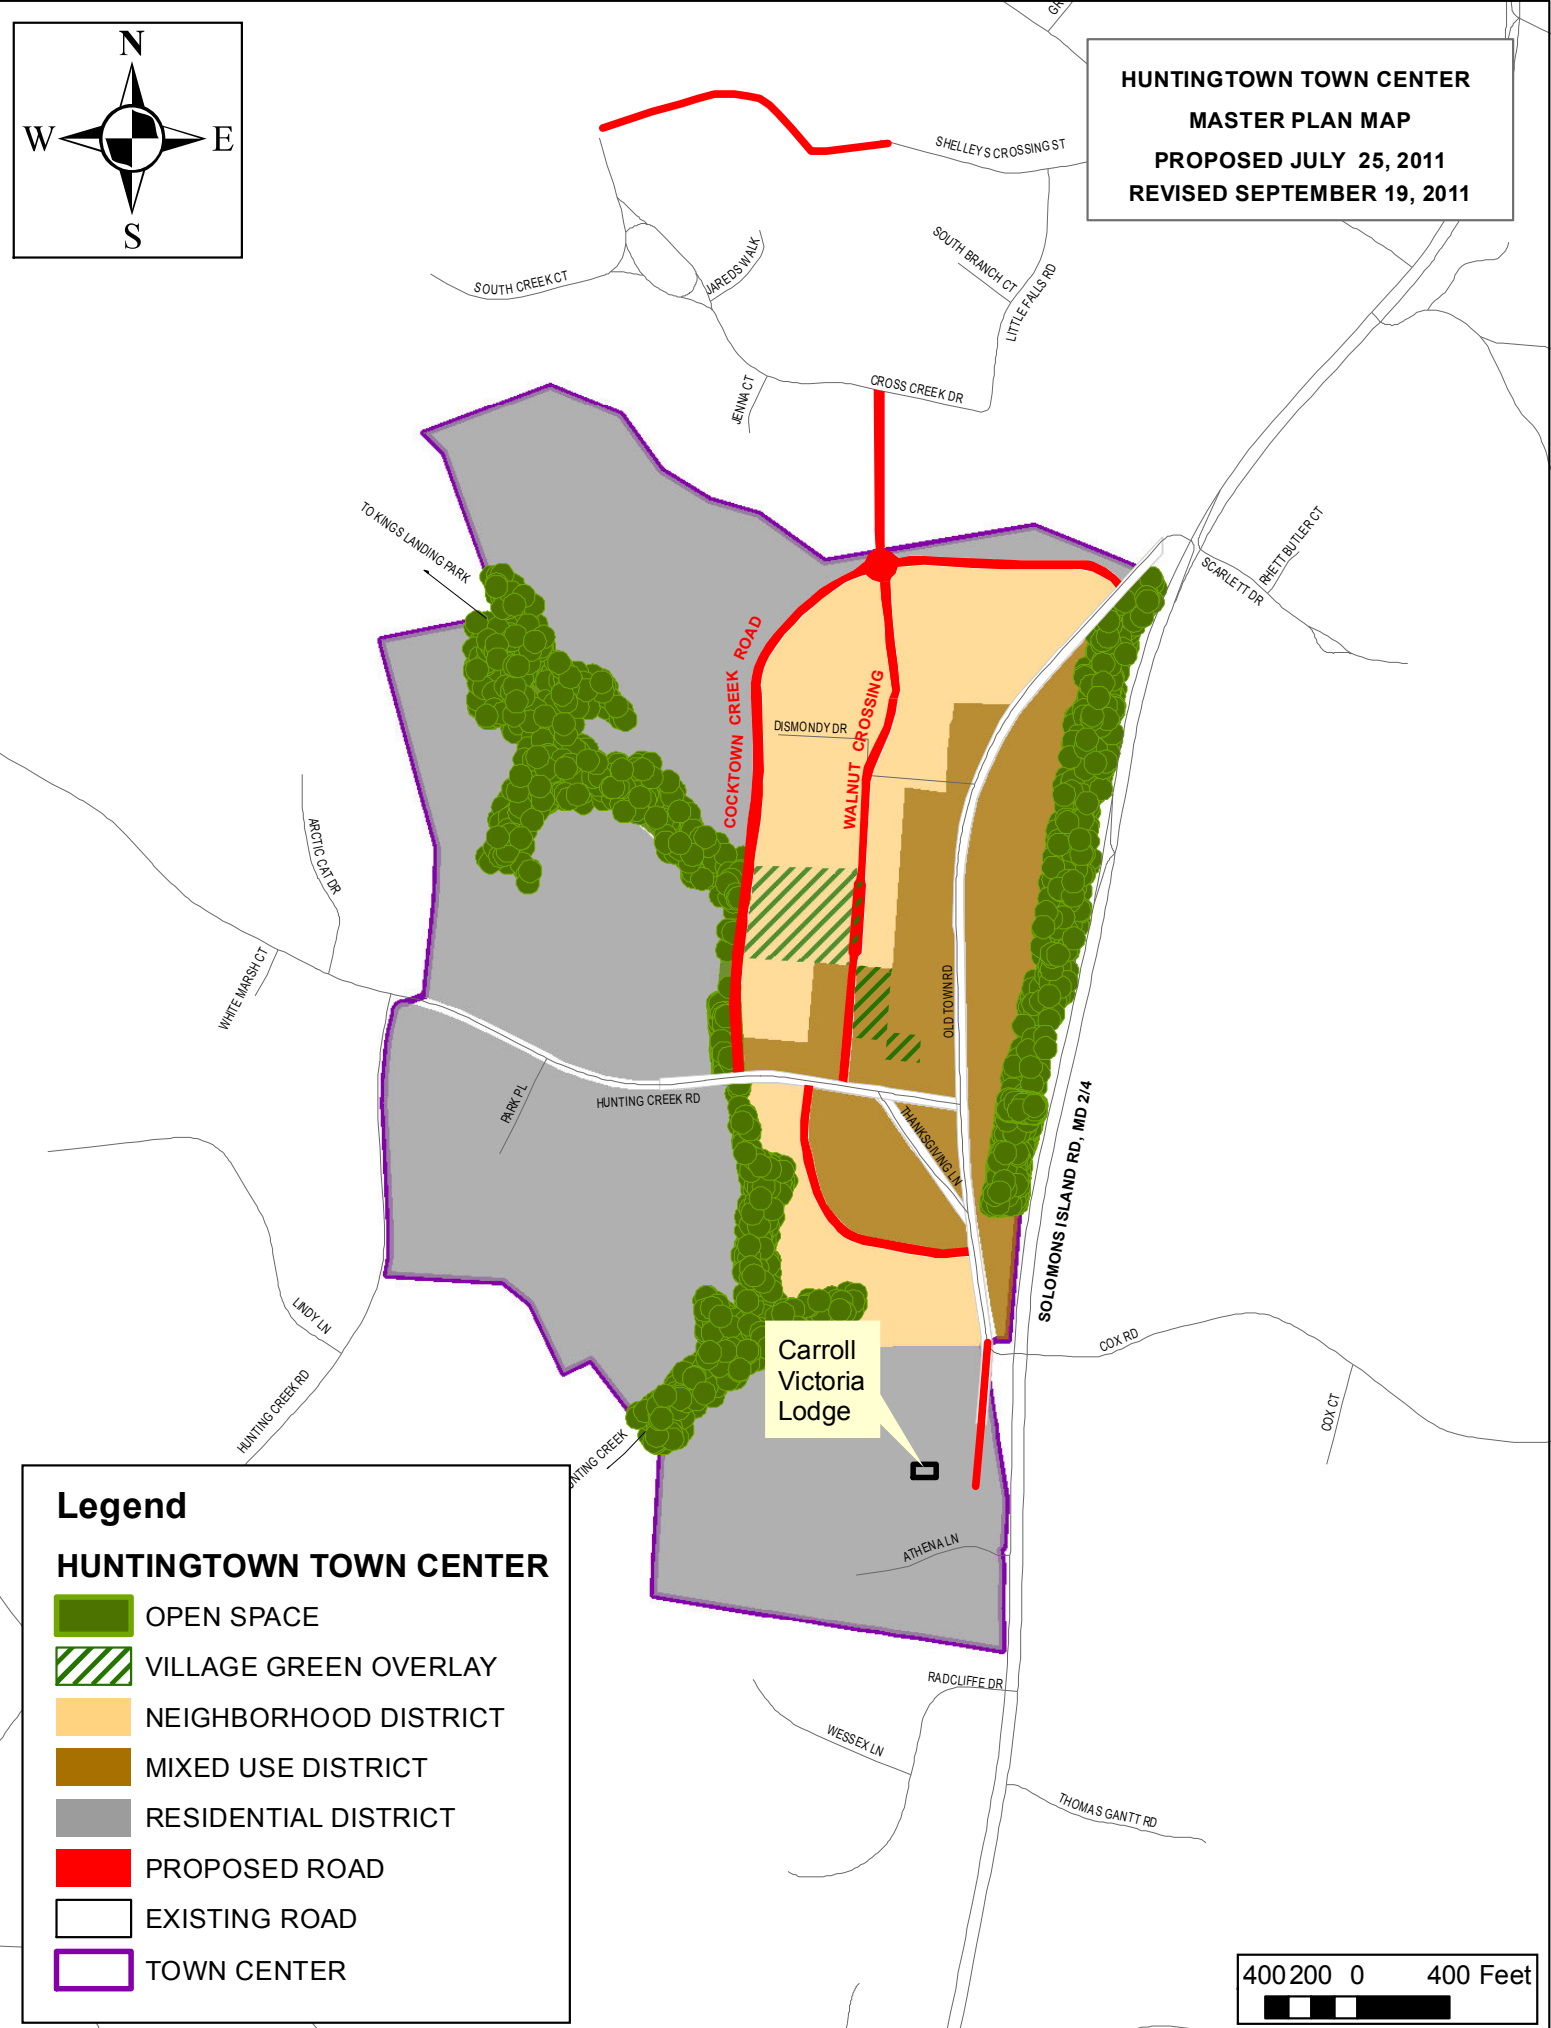 N
W
E
S
HUNTINGTOWN TOWN CENTER
MASTER PLAN MAP
PROPOSED JULY 25, 2011
REVISED SEPTEMBER 19, 2011
SHELLEYS CROSSING ST
SOUTH BRANCH CT
LITTLE FALLS RD
JAREDS WALK
SOUTH CREEK CT
JENNA CT
CROSS CREEK DR
TO KINGS LANDING PARK
RHETT BUTLER CT
SCARLETT DR
COCKTOWN CREEK ROAD
WALNUT CROSSING
DISMONDY DR
ARCTIC CAT DR
WHITE MARSH CT
OLD TOWN RD
PARK PL
HUNTING CREEK RD
THANKSGIVING LN
SOLOMONS ISLAND RD, MD 2/4
LINDY LN
COX RD
COX CT
HUNTING CREEK RD
Carroll
Victoria
Lodge
UNTING CREEK
ATHENA LN
RADCLIFFE DR
WESSEX LN
THOMAS GANTT RD
Legend
HUNTINGTOWN TOWN CENTER
OPEN SPACE
VILLAGE GREEN OVERLAY
NEIGHBORHOOD DISTRICT
MIXED USE DISTRICT
RESIDENTIAL DISTRICT
PROPOSED ROAD
EXISTING ROAD
TOWN CENTER
400 200 0 400 Feet